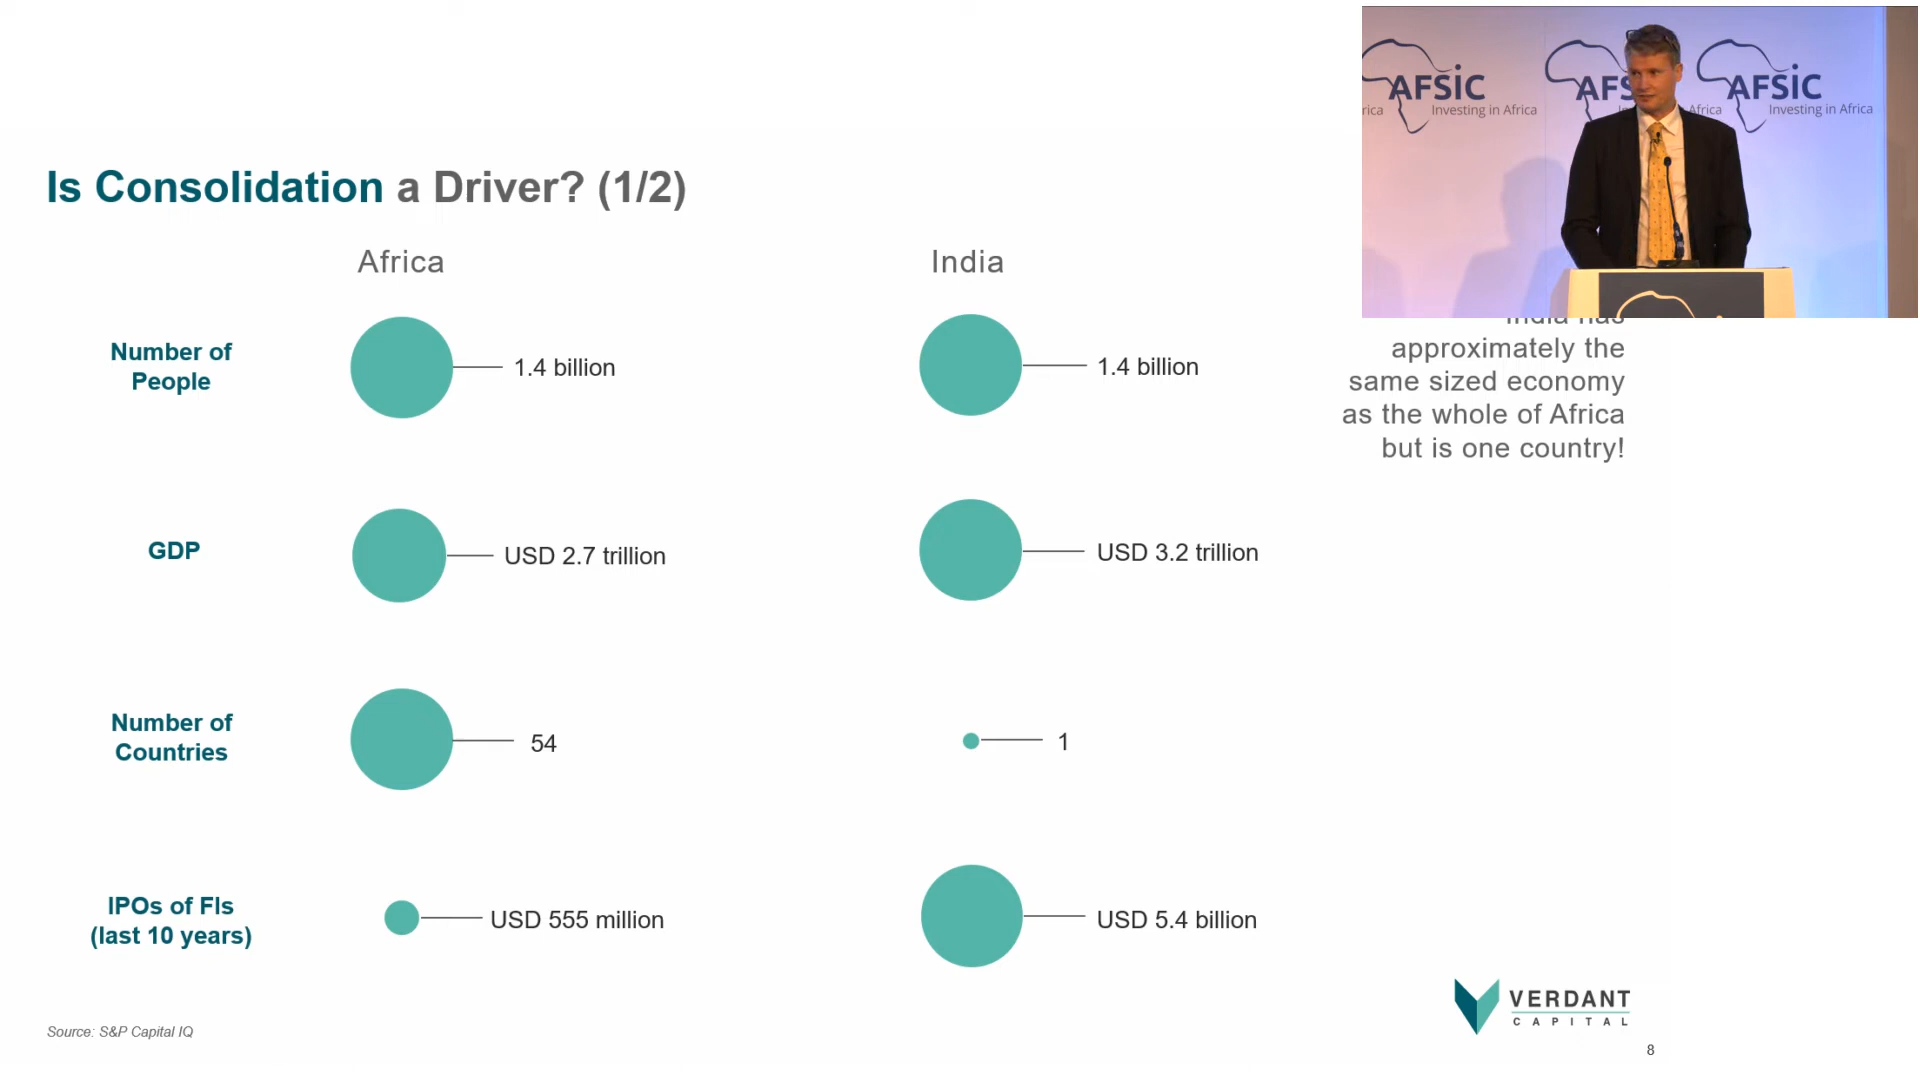 AFSIC
Investing in Africa
AFS
AFSIC
rica
Africa
Investing in Africa
Is Consolidation a Driver? (1/2)
Africa
India
India has
approximately the
same sized economy
as the whole of Africa
but is one country!
Number of
People
1.4 billion
1.4 billion
GDP
USD 2.7 trillion
USD 3.2 trillion
Number of
Countries
54
1
IPOs of FIs
(last 10 years)
USD 555 million
USD 5.4 billion
VERDANT
CAPITAL
Source: S&P Capital IQ
8